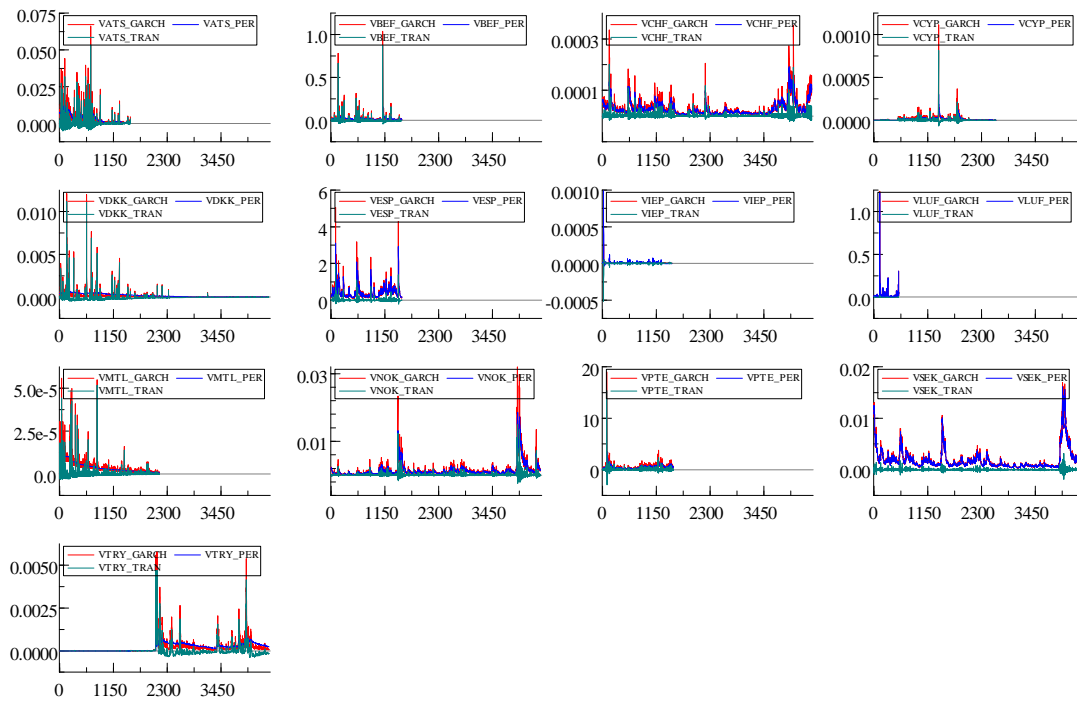 VATS_GARCH VATS_PER
VATS_TRAN
0.075
0.050
0.025
0.000
0 1150 2300 3450
VBEF_GARCH VBEF_PER
VBEF_TRAN
1.0
0.5
0.0
0 1150 2300 3450
VCHF_GARCH VCHF_PER
VCHF_TRAN
0.0003
0.0001
0 1150 2300 3450
VCYP_GARCH VCYP_PER
VCYP_TRAN
0.0010
0.0005
0.0000
0 1150 2300 3450
VDKK_GARCH VDKK_PER
VDKK_TRAN
0.010
0.005
0.000
0 1150 2300 3450
VESP_GARCH VESP_PER
VESP_TRAN
6
4
2
0
0 1150 2300 3450
VIEP_GARCH VIEP_PER
VIEP_TRAN
0.0010
0.0005
0.0000
-0.0005
0 1150 2300 3450
VLUF_GARCH VLUF_PER
VLUF_TRAN
1.0
0.5
0.0
0 1150 2300 3450
VMTL_GARCH VMTL_PER
VMTL_TRAN
5.0e-5
2.5e-5
0.0
0 1150 2300 3450
VNOK_GARCH VNOK_PER
VNOK_TRAN
0.03
0.01
0 1150 2300 3450
VPTE_GARCH VPTE_PER
VPTE_TRAN
20
10
0
0 1150 2300 3450
VSEK_GARCH VSEK_PER
VSEK_TRAN
0.02
0.01
0.00
0 1150 2300 3450
VTRY_GARCH VTRY_PER
VTRY_TRAN
0.0050
0.0025
0.0000
0 1150 2300 3450